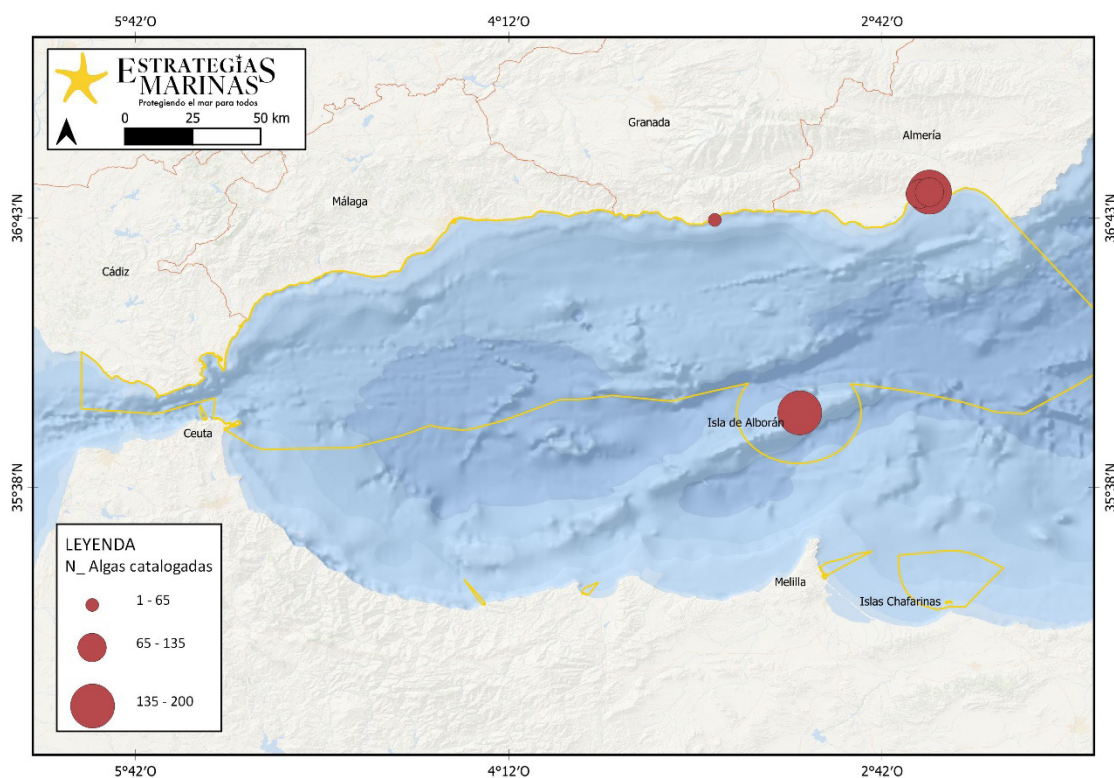 5°42'O 4°12'O 2°42'O
ESTRATEGIAS
MARINAS
Protegiendo el mar para todos
0 25 50 km
Granada
Almería
Málaga
36°43'N
36°43'N
Cádiz
Isla de Alborán
Ceuta
35°38'N
35°38'N
LEYENDA
N_ Algas catalogadas
1 - 65
65 - 135
135 - 200
Melilla
Islas Chafarinas
5°42'O 4°12'O 2°42'O